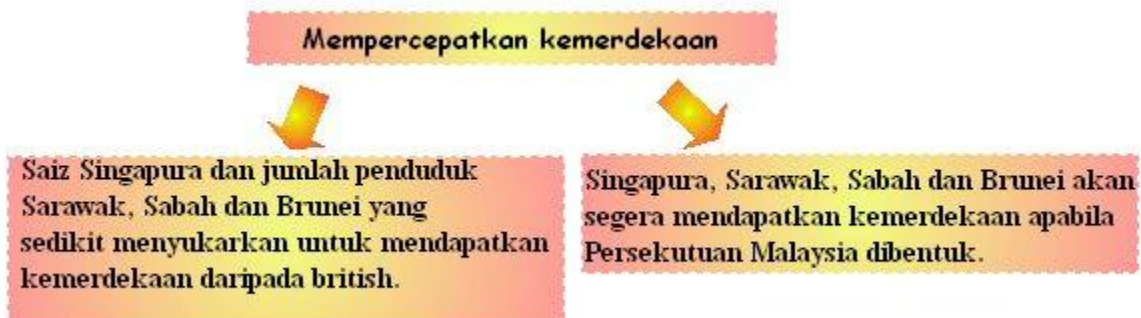 Mempercepatkan kemerdekaan
Saiz Singapura dan jumlah penduduk
Sarawak, Sabah dan Brunei yang
sedikit menyukarkan untuk mendapatkan
kemerdekaan daripada british.
Singapura, Sarawak, Sabah dan Brunei akan
segera mendapatkan kemerdekaan apabila
Persekutuan Malaysia dibentuk.